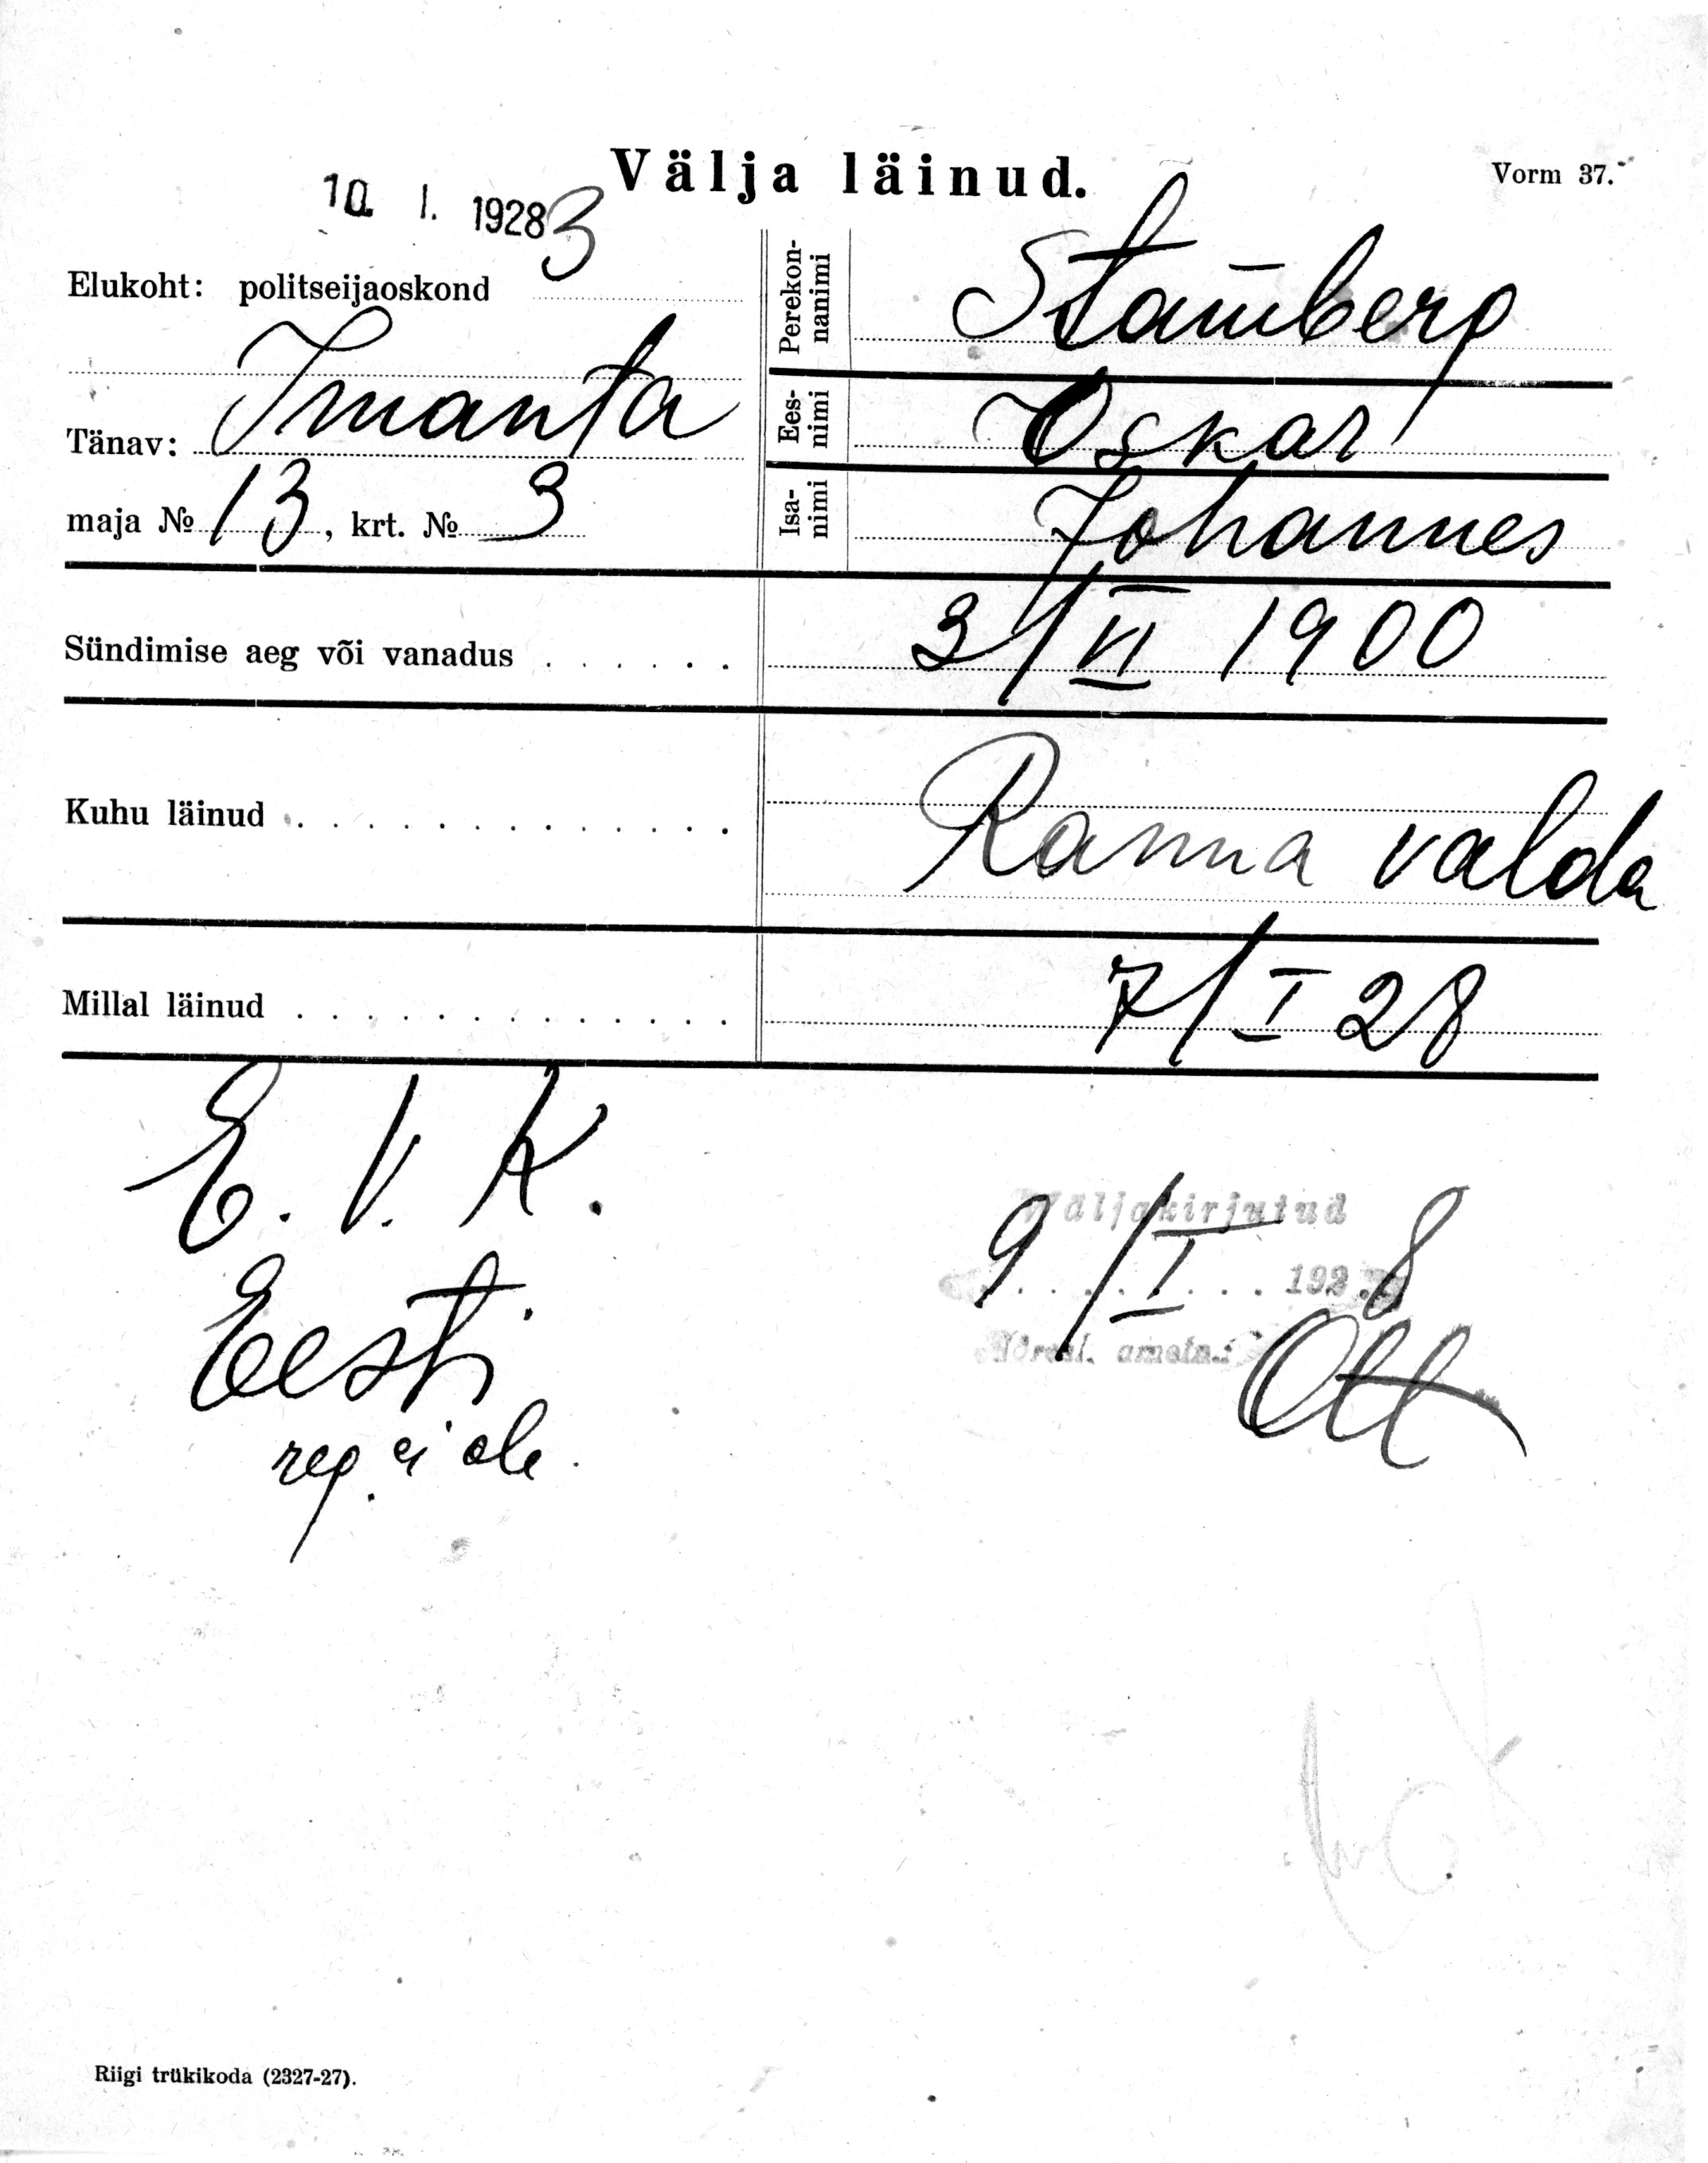 Välja läinud.
Vorm 37.
10. I. 1928
Elukoht: politseijaoskond 3
Tänav: Imanta
maja № 13, krt. № 3
Perekonnanimi Stamberg
Eesnimi Oskar
Isanimi Johannes
Sündimise aeg või vanadus . . . . . . 3/VI 1900
Kuhu läinud . . . . . . . . . . . . . . Ranna valda
Millal läinud . . . . . . . . . . . . . . 7/I 28
E. V. K.
Eesti
reg. ei ole.
Väljakirjutud
9/I 1928
Ott
Riigi trükikoda (2327-27).